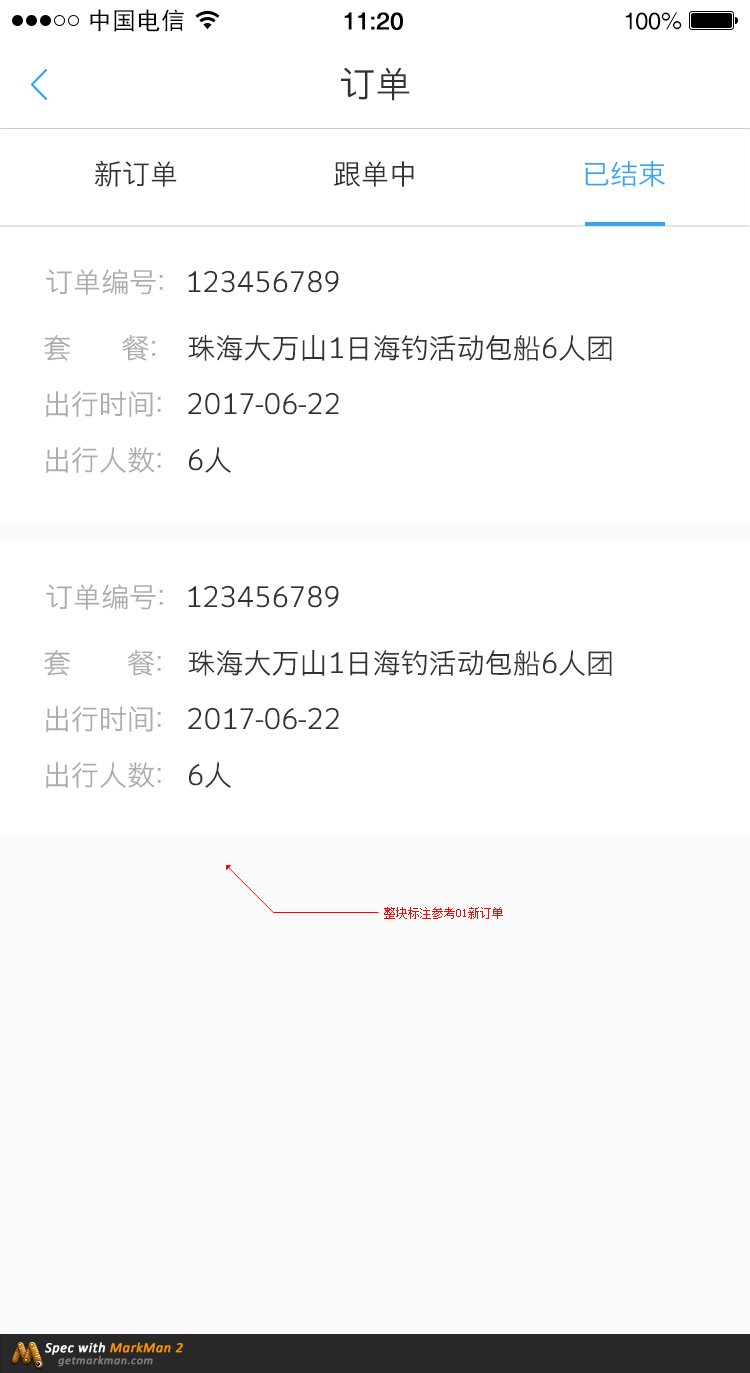 中国电信 11:20 100%
订单
新订单 跟单中 已结束
订单编号: 123456789
套 餐: 珠海大万山1日海钓活动包船6人团
出行时间: 2017-06-22
出行人数: 6人
订单编号: 123456789
套 餐: 珠海大万山1日海钓活动包船6人团
出行时间: 2017-06-22
出行人数: 6人
整块标注参考01新订单
Spec with MarkMan 2
getmarkman.com